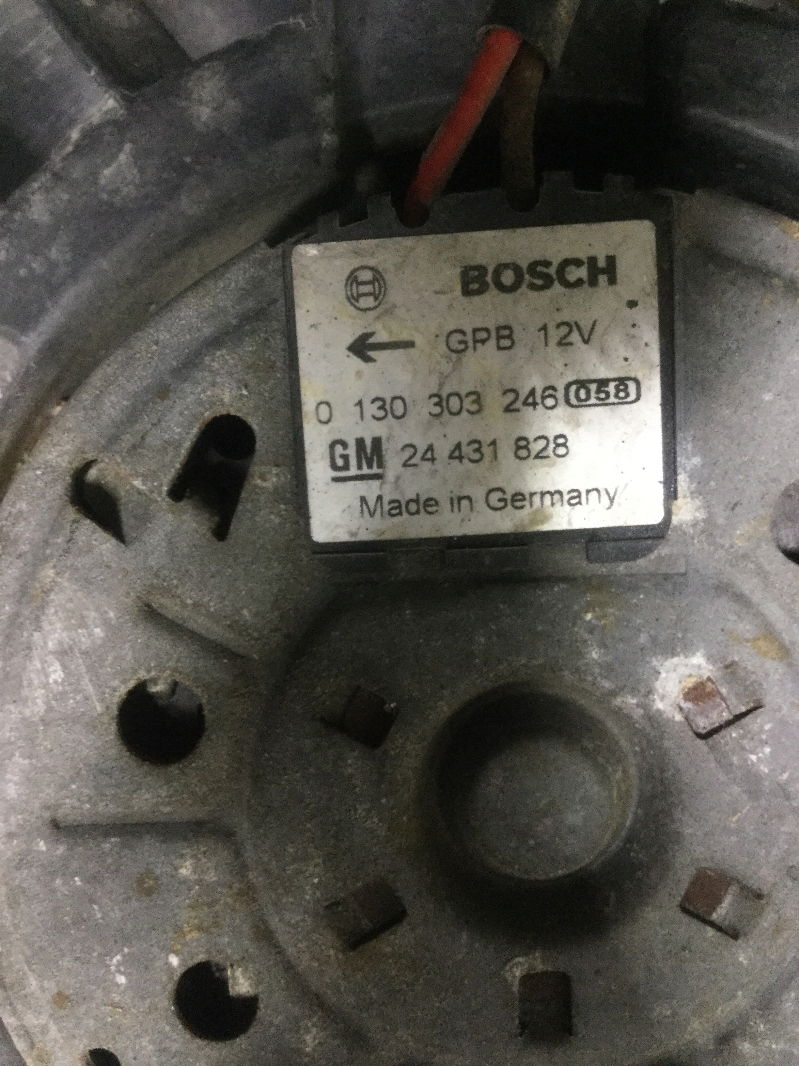 BOSCH
← GPB 12V
0 130 303 246 058
GM 24 431 828
Made in Germany